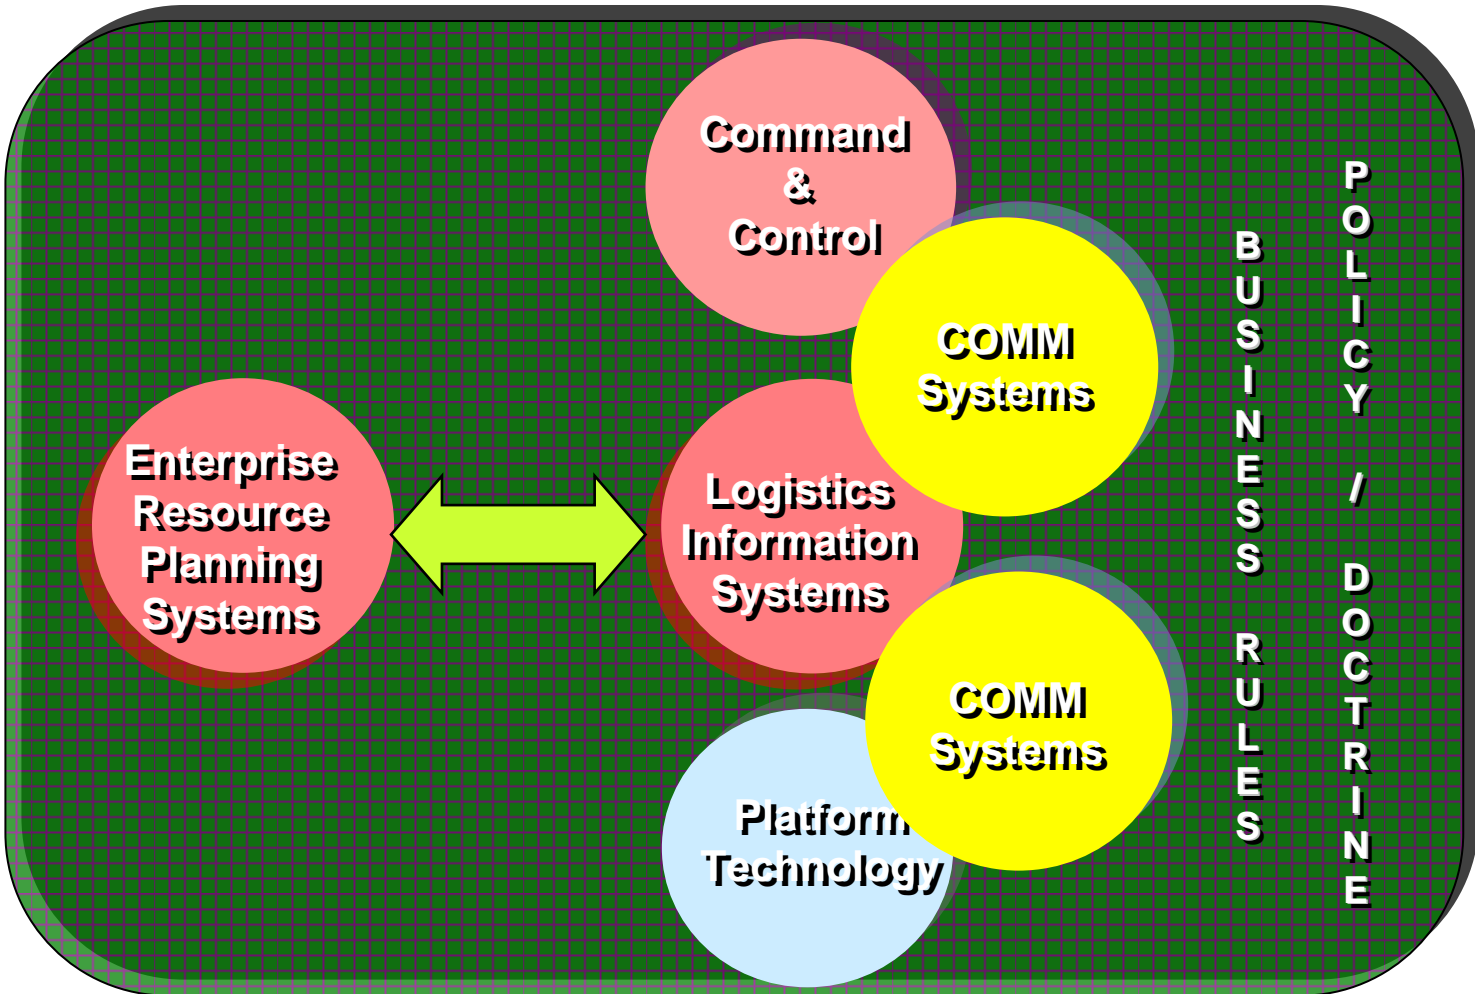 Command
&
Control
COMM
Systems
Enterprise
Resource
Planning
Systems
Logistics
Information
Systems
COMM
Systems
Platform
Technology
BUSINESS RULES
POLICY / DOCTRINE